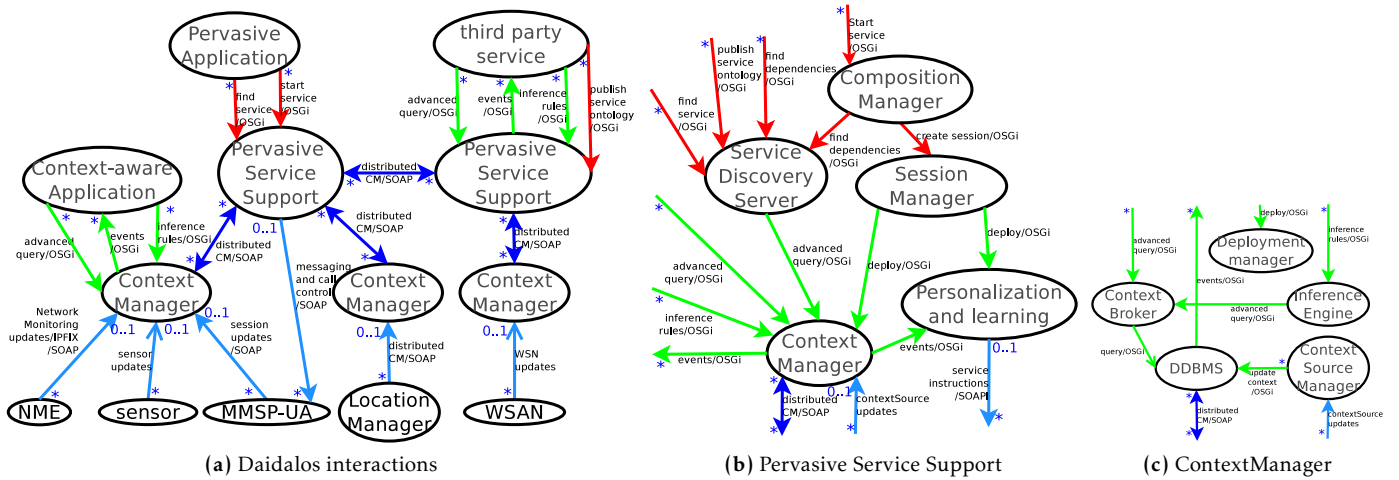 Pervasive
Application
third party
service
*
*
find
service
/OSGi
start
service
/OSGi
*
*
*
*
advanced
query/OSGi
events
/OSGi
inference
rules
/OSGi
publish
service
ontology
/OSGi
Context-aware
Application
Pervasive
Service
Support
distributed
CM/SOAP
*
*
Pervasive
Service
Support
*
*
*
advanced
query/OSGi
events
/OSGi
inference
rules/OSGi
*
*
distributed
CM/SOAP
0..1
*
*
distributed
CM/SOAP
*
*
distributed
CM/SOAP
messaging
and call
control
/SOAP
Context
Manager
Context
Manager
Context
Manager
0..1
0..1
0..1
0..1
0..1
Network
Monitoring
updates/IPFIX
/SOAP
sensor
updates
session
updates
/SOAP
distributed
CM/SOAP
WSN
updates
*
*
*
*
*
*
NME
sensor
MMSP-UA
Location
Manager
WSAN
(a) Daidalos interactions
*
*
*
*
Start
service
/OSGi
publish
service
ontology
/OSGi
find
dependencies
/OSGi
find
service
/OSGi
Composition
Manager
find
dependencies
/OSGi
create session/OSGi
Service
Discovery
Server
Session
Manager
*
advanced
query/OSGi
advanced
query/OSGi
deploy/OSGi
deploy/OSGi
*
inference
rules/OSGi
*
events/OSGi
Context
Manager
events/OSGi
Personalization
and learning
0..1
0..1
*
*
*
*
distributed
CM/SOAP
contextSource
updates
service
instructions
/SOAPI
(b) Pervasive Service Support
*
*
*
advanced
query/OSGi
deploy/OSGi
Deployment
manager
inference
rules/OSGi
events/OSGi
Context
Broker
advanced
query/OSGi
Inference
Engine
query/OSGi
DDBMS
update
context
/OSGi
*
Context
Source
Manager
*
*
*
distributed
CM/SOAP
contextSource
updates
(c) ContextManager